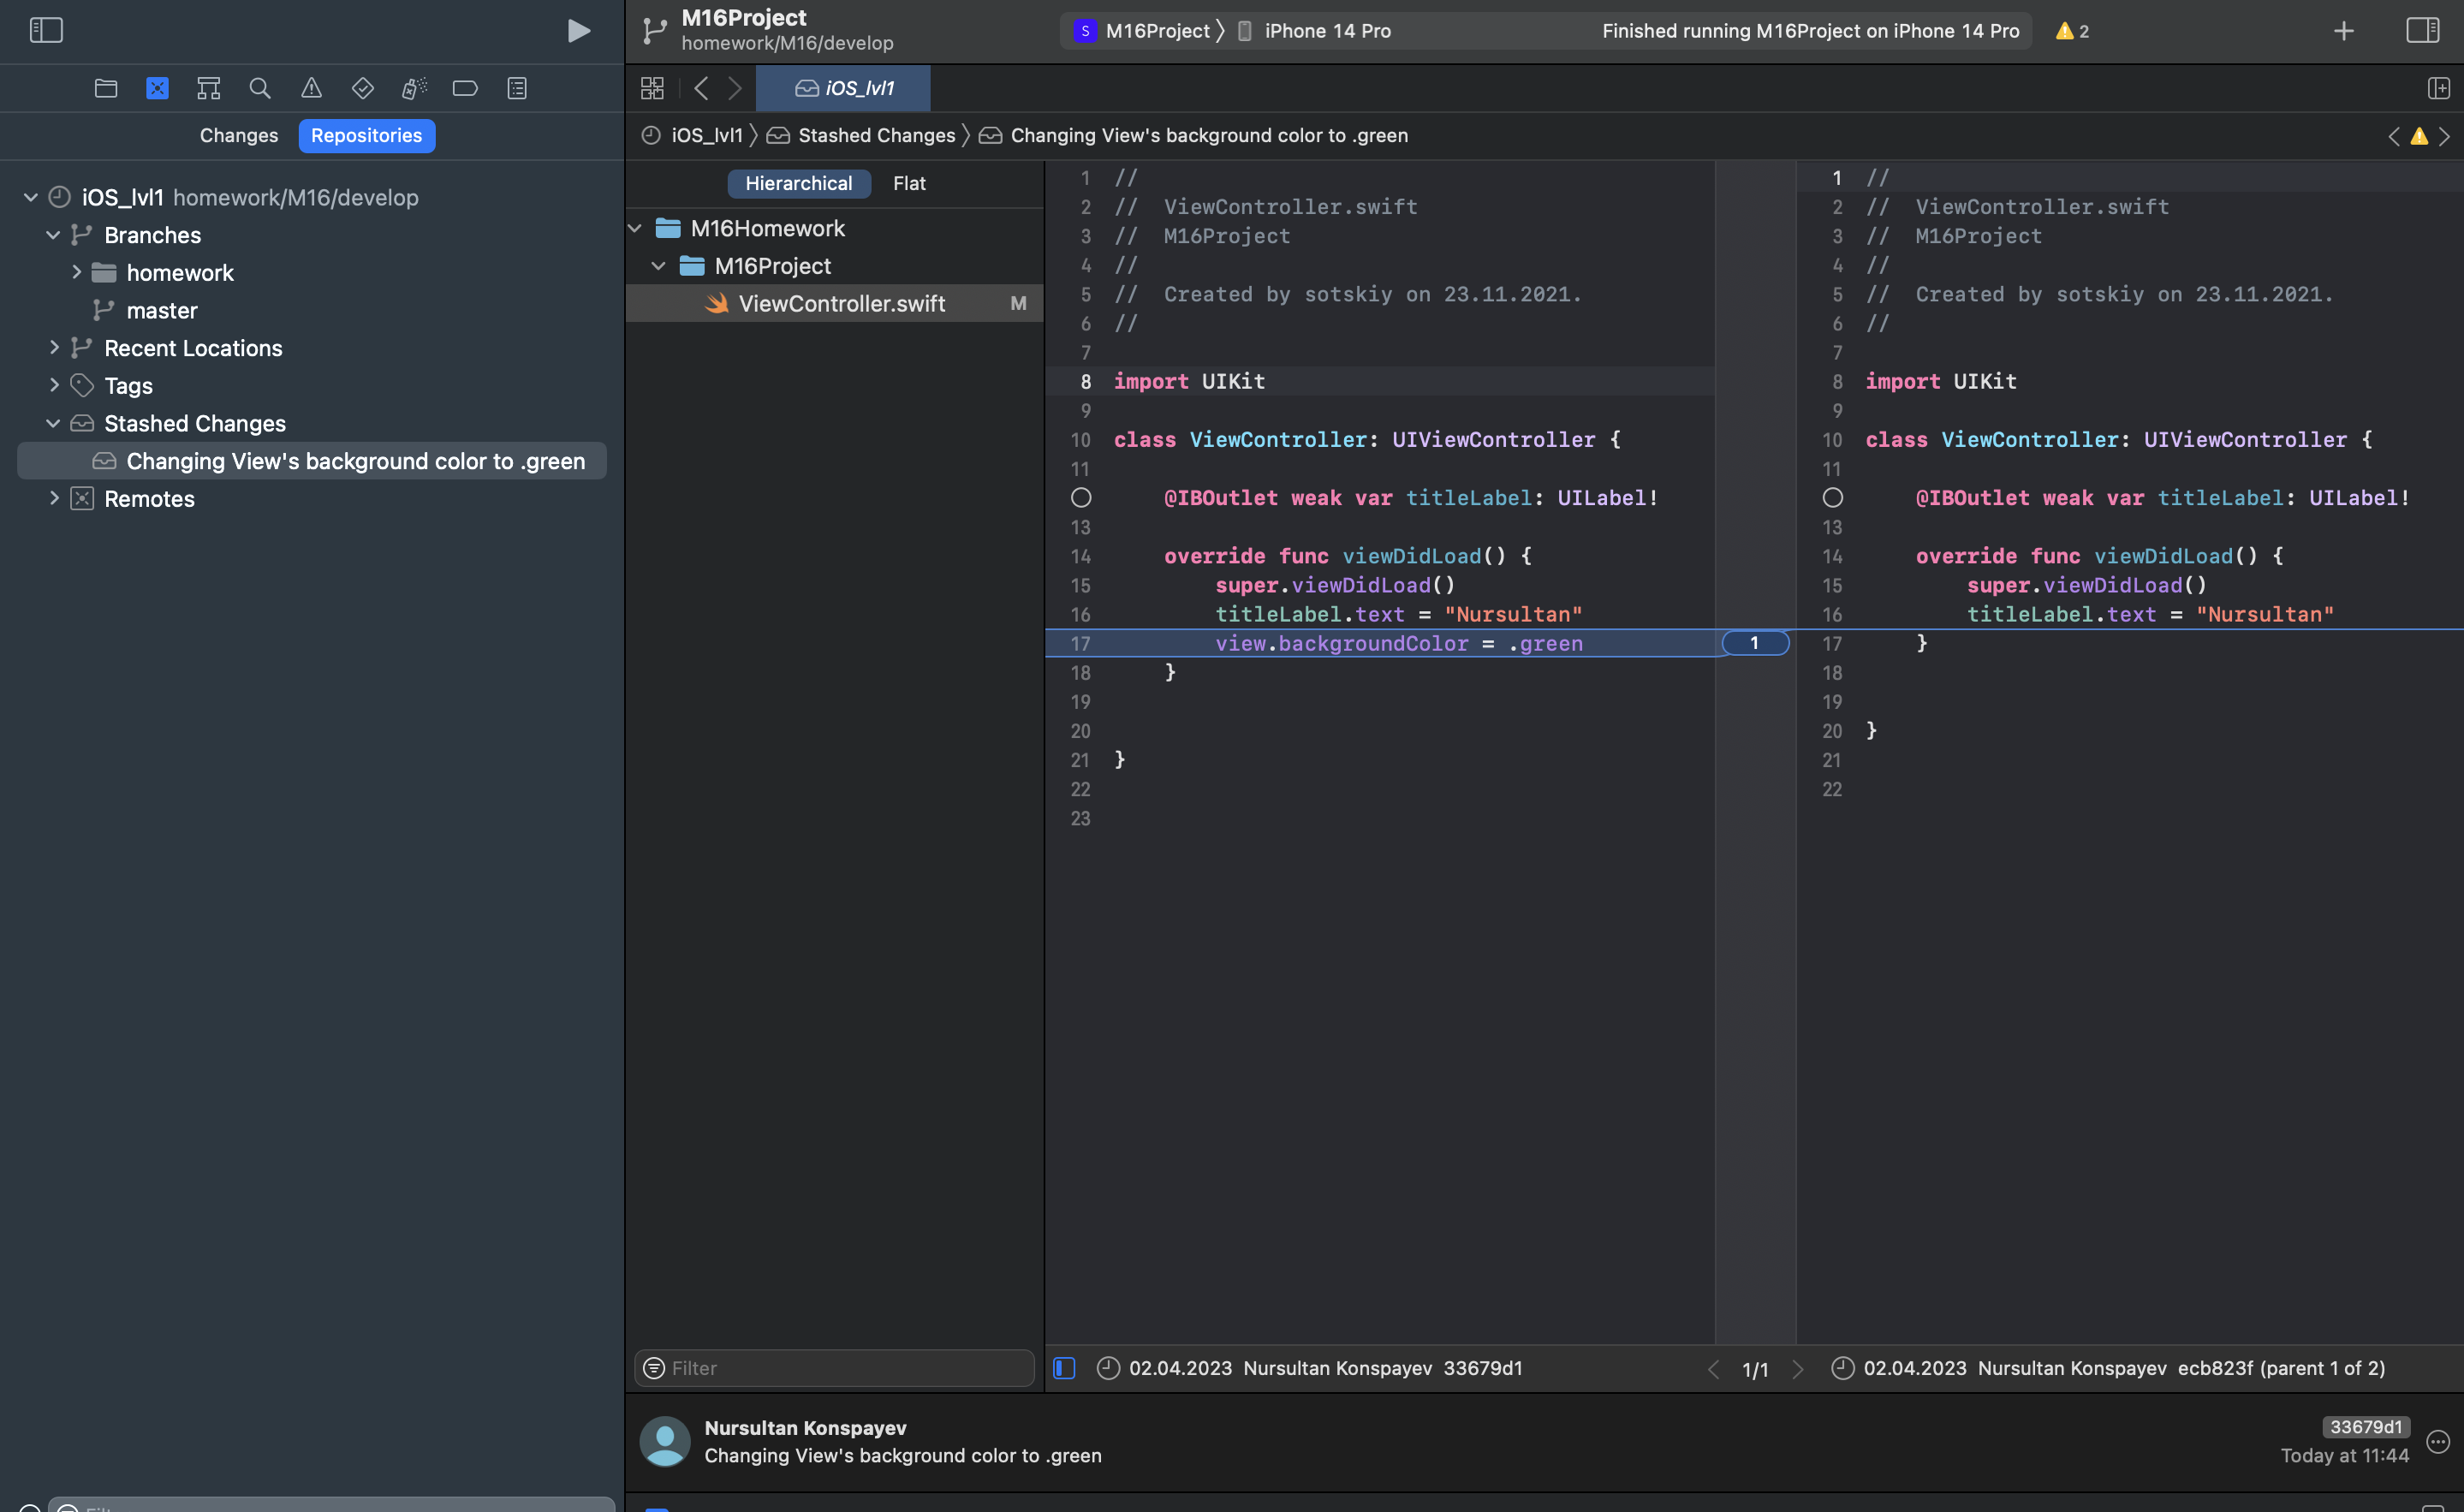 M16Project
homework/M16/develop
S M16Project iPhone 14 Pro
Finished running M16Project on iPhone 14 Pro
2
Changes
Repositories
iOS_lvl1 homework/M16/develop
Branches
homework
master
Recent Locations
Tags
Stashed Changes
Changing View's background color to .green
Remotes
iOS_lvl1
iOS_lvl1 Stashed Changes Changing View's background color to .green
Hierarchical
Flat
M16Homework
M16Project
ViewController.swift M
Filter
1 //
2 //  ViewController.swift
3 //  M16Project
4 //
5 //  Created by sotskiy on 23.11.2021.
6 //
7
8 import UIKit
9
10 class ViewController: UIViewController {
11
@IBOutlet weak var titleLabel: UILabel!
13
14 override func viewDidLoad() {
15 super.viewDidLoad()
16 titleLabel.text = "Nursultan"
17 view.backgroundColor = .green
18 }
19
20
21 }
22
23
1
1 //
2 //  ViewController.swift
3 //  M16Project
4 //
5 //  Created by sotskiy on 23.11.2021.
6 //
7
8 import UIKit
9
10 class ViewController: UIViewController {
11
@IBOutlet weak var titleLabel: UILabel!
13
14 override func viewDidLoad() {
15 super.viewDidLoad()
16 titleLabel.text = "Nursultan"
17 }
18
19
20 }
21
22
02.04.2023 Nursultan Konspayev 33679d1
1/1
02.04.2023 Nursultan Konspayev ecb823f (parent 1 of 2)
Nursultan Konspayev
Changing View's background color to .green
33679d1
Today at 11:44